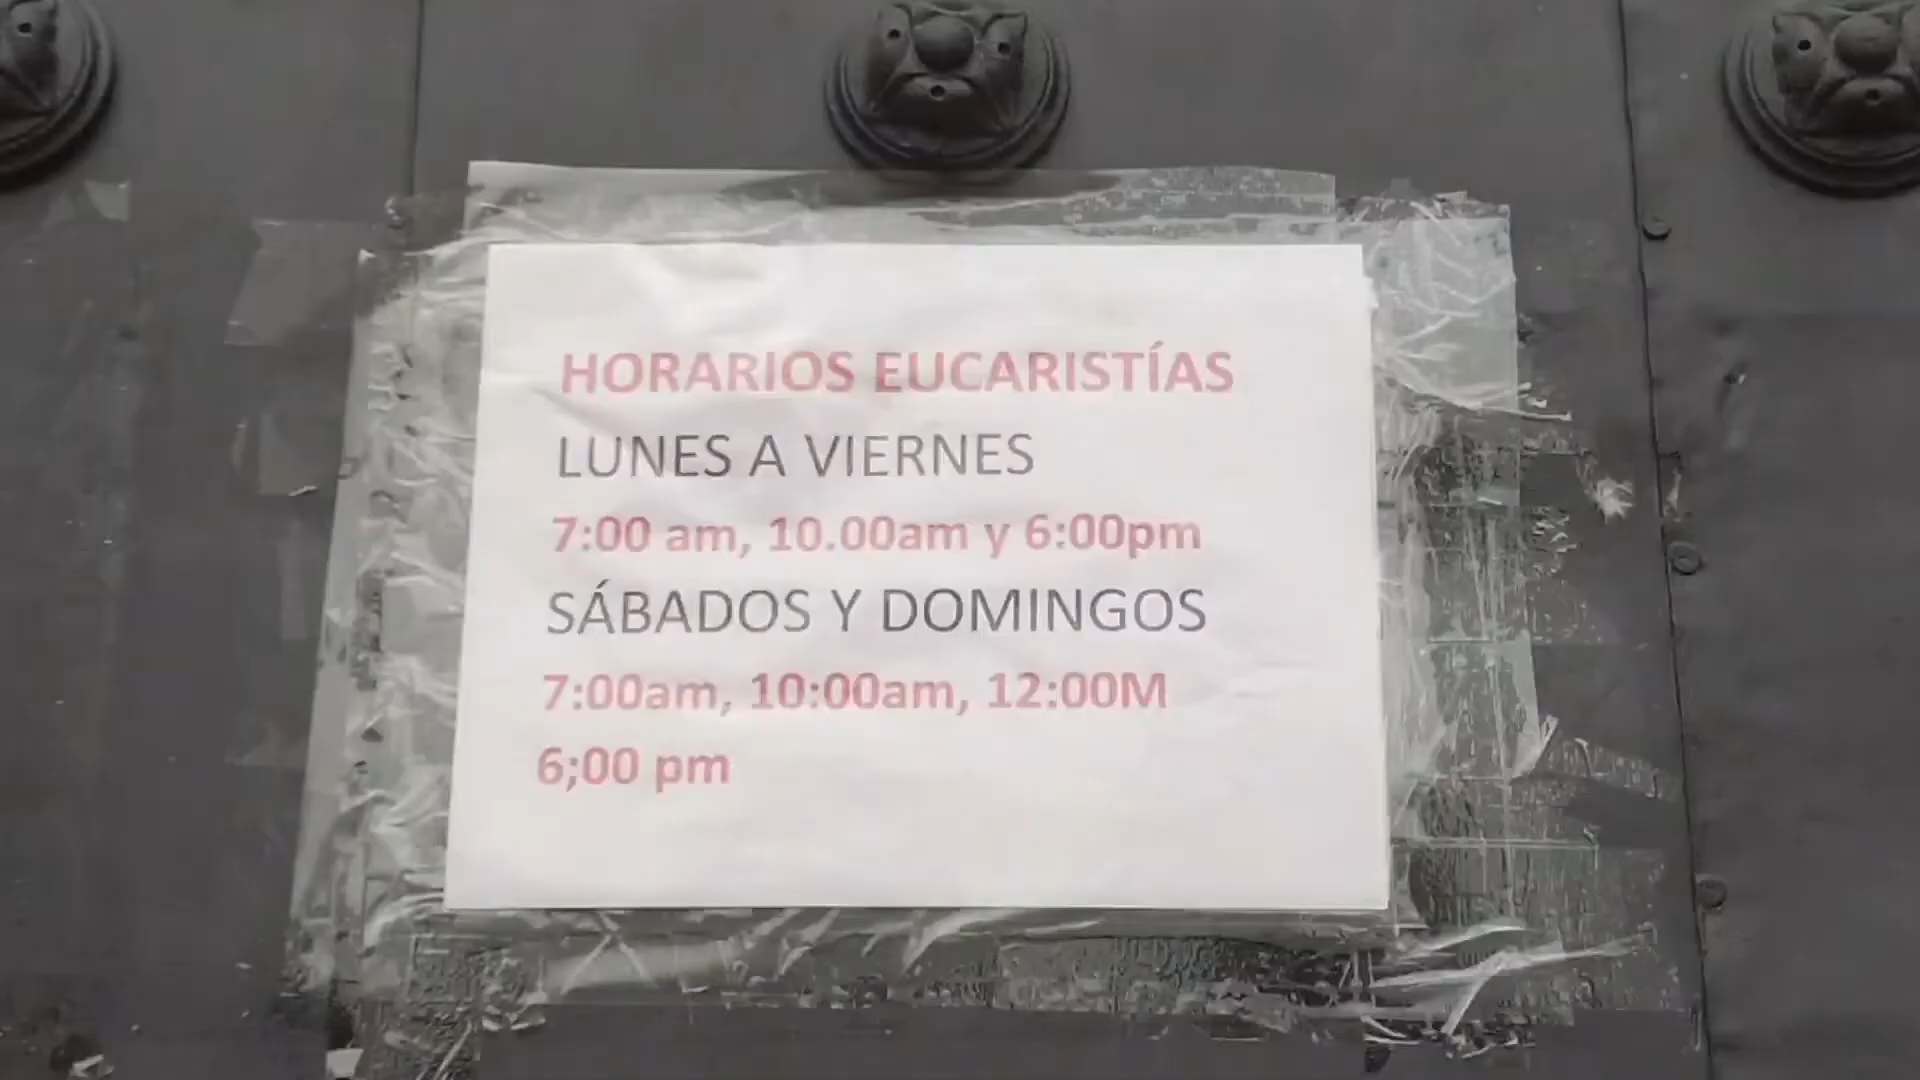 HORARIOS EUCARISTÍAS
LUNES A VIERNES
7:00 am, 10.00am y 6:00pm
SÁBADOS Y DOMINGOS
7:00am, 10:00am, 12:00M
6;00 pm